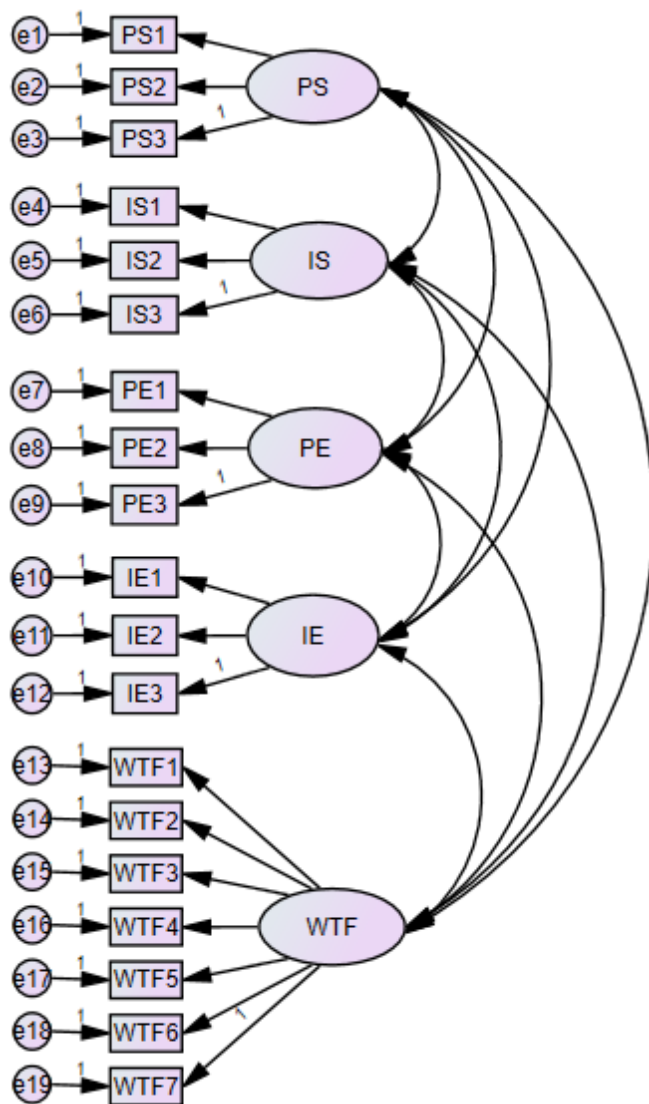 e1 1 PS1
PS
e2 1 PS2
e3 1 PS3 1
e4 1 IS1
IS
e5 1 IS2
e6 1 IS3 1
e7 1 PE1
PE
e8 1 PE2
e9 1 PE3 1
e10 1 IE1
IE
e11 1 IE2
e12 1 IE3 1
e13 1 WTF1
e14 1 WTF2
e15 1 WTF3
e16 1 WTF4
WTF
e17 1 WTF5
e18 1 WTF6 1
e19 1 WTF7